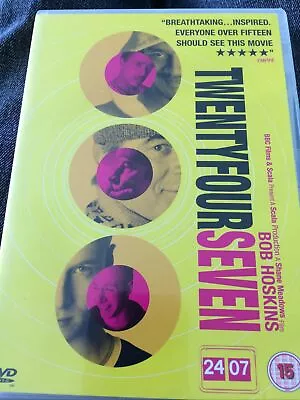 "BREATHTAKING...INSPIRED.
EVERYONE OVER FIFTEEN
SHOULD SEE THIS MOVIE
★★★★★"
EMPIRE
TWENTYFOURSEVEN
BBC Films & Scala Present A Scala Production A Shane Meadows Film
BOB HOSKINS
24 07
15
DVD